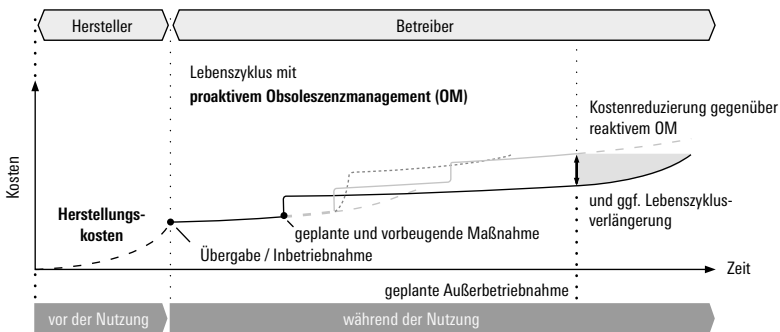 Hersteller
Betreiber
Lebenszyklus mit
proaktivem Obsoleszenzmanagement (OM)
Kostenreduzierung gegenüber
reaktivem OM
Kosten
Herstellungs-
kosten
und ggf. Lebenszyklus-
verlängerung
geplante und vorbeugende Maßnahme
Übergabe / Inbetriebnahme
Zeit
geplante Außerbetriebnahme
vor der Nutzung
während der Nutzung